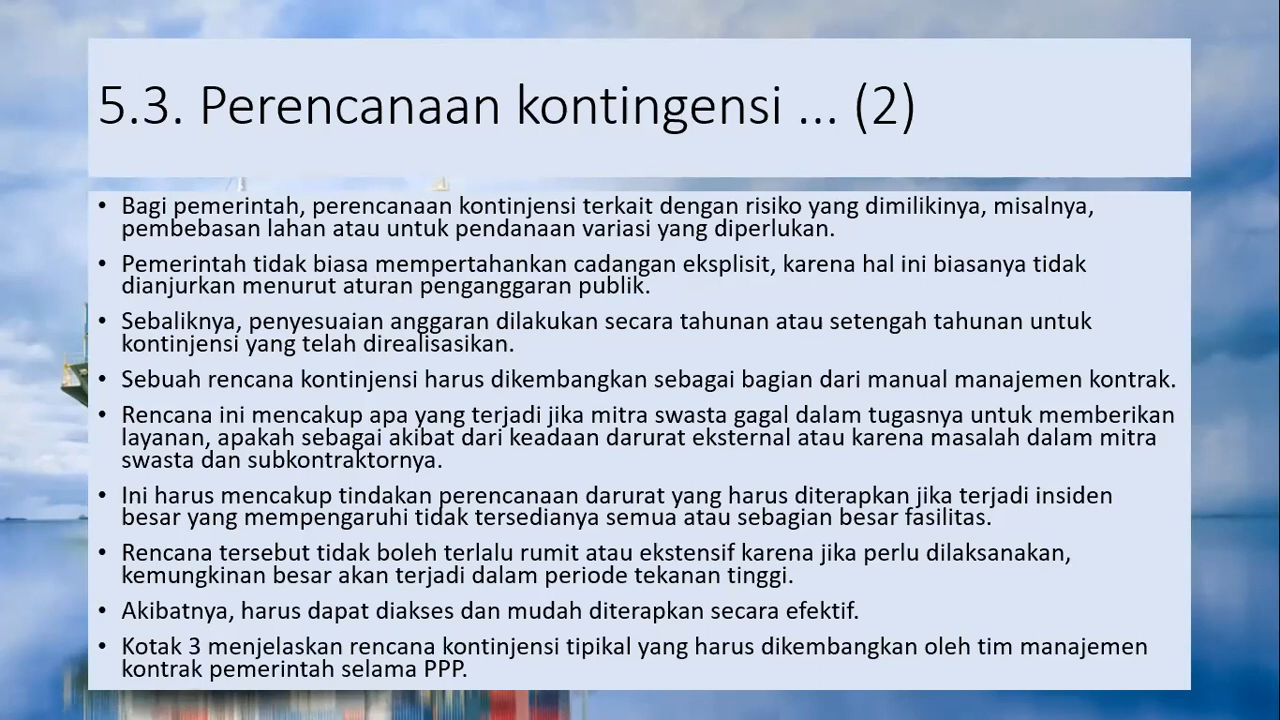 5.3. Perencanaan kontingensi ... (2)
• Bagi pemerintah, perencanaan kontinjensi terkait dengan risiko yang dimilikinya, misalnya,
pembebasan lahan atau untuk pendanaan variasi yang diperlukan.
• Pemerintah tidak biasa mempertahankan cadangan eksplisit, karena hal ini biasanya tidak
dianjurkan menurut aturan penganggaran publik.
• Sebaliknya, penyesuaian anggaran dilakukan secara tahunan atau setengah tahunan untuk
kontinjensi yang telah direalisasikan.
• Sebuah rencana kontinjensi harus dikembangkan sebagai bagian dari manual manajemen kontrak.
• Rencana ini mencakup apa yang terjadi jika mitra swasta gagal dalam tugasnya untuk memberikan
layanan, apakah sebagai akibat dari keadaan darurat eksternal atau karena masalah dalam mitra
swasta dan subkontraktornya.
• Ini harus mencakup tindakan perencanaan darurat yang harus diterapkan jika terjadi insiden
besar yang mempengaruhi tidak tersedianya semua atau sebagian besar fasilitas.
• Rencana tersebut tidak boleh terlalu rumit atau ekstensif karena jika perlu dilaksanakan,
kemungkinan besar akan terjadi dalam periode tekanan tinggi.
• Akibatnya, harus dapat diakses dan mudah diterapkan secara efektif.
• Kotak 3 menjelaskan rencana kontinjensi tipikal yang harus dikembangkan oleh tim manajemen
kontrak pemerintah selama PPP.